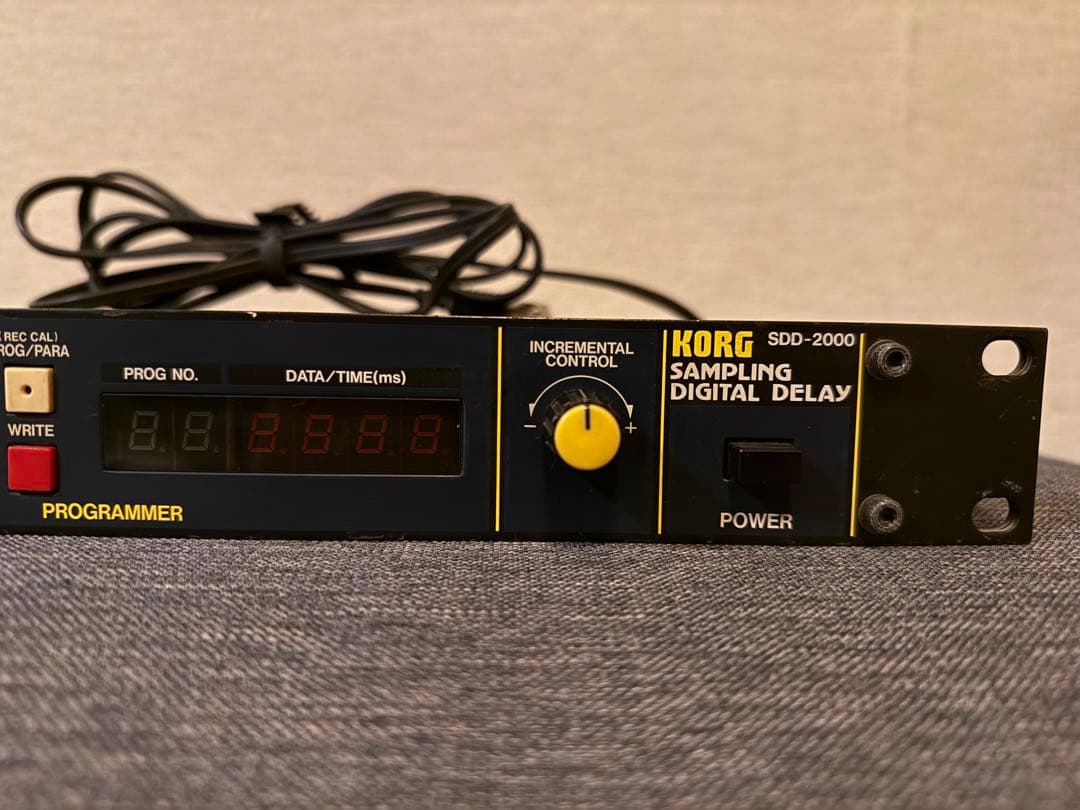 (REC CAL)
ROG/PARA
WRITE
PROGRAMMER
PROG NO.
DATA/TIME(ms)
INCREMENTAL
CONTROL
- +
KORG SDD-2000
SAMPLING
DIGITAL DELAY
POWER